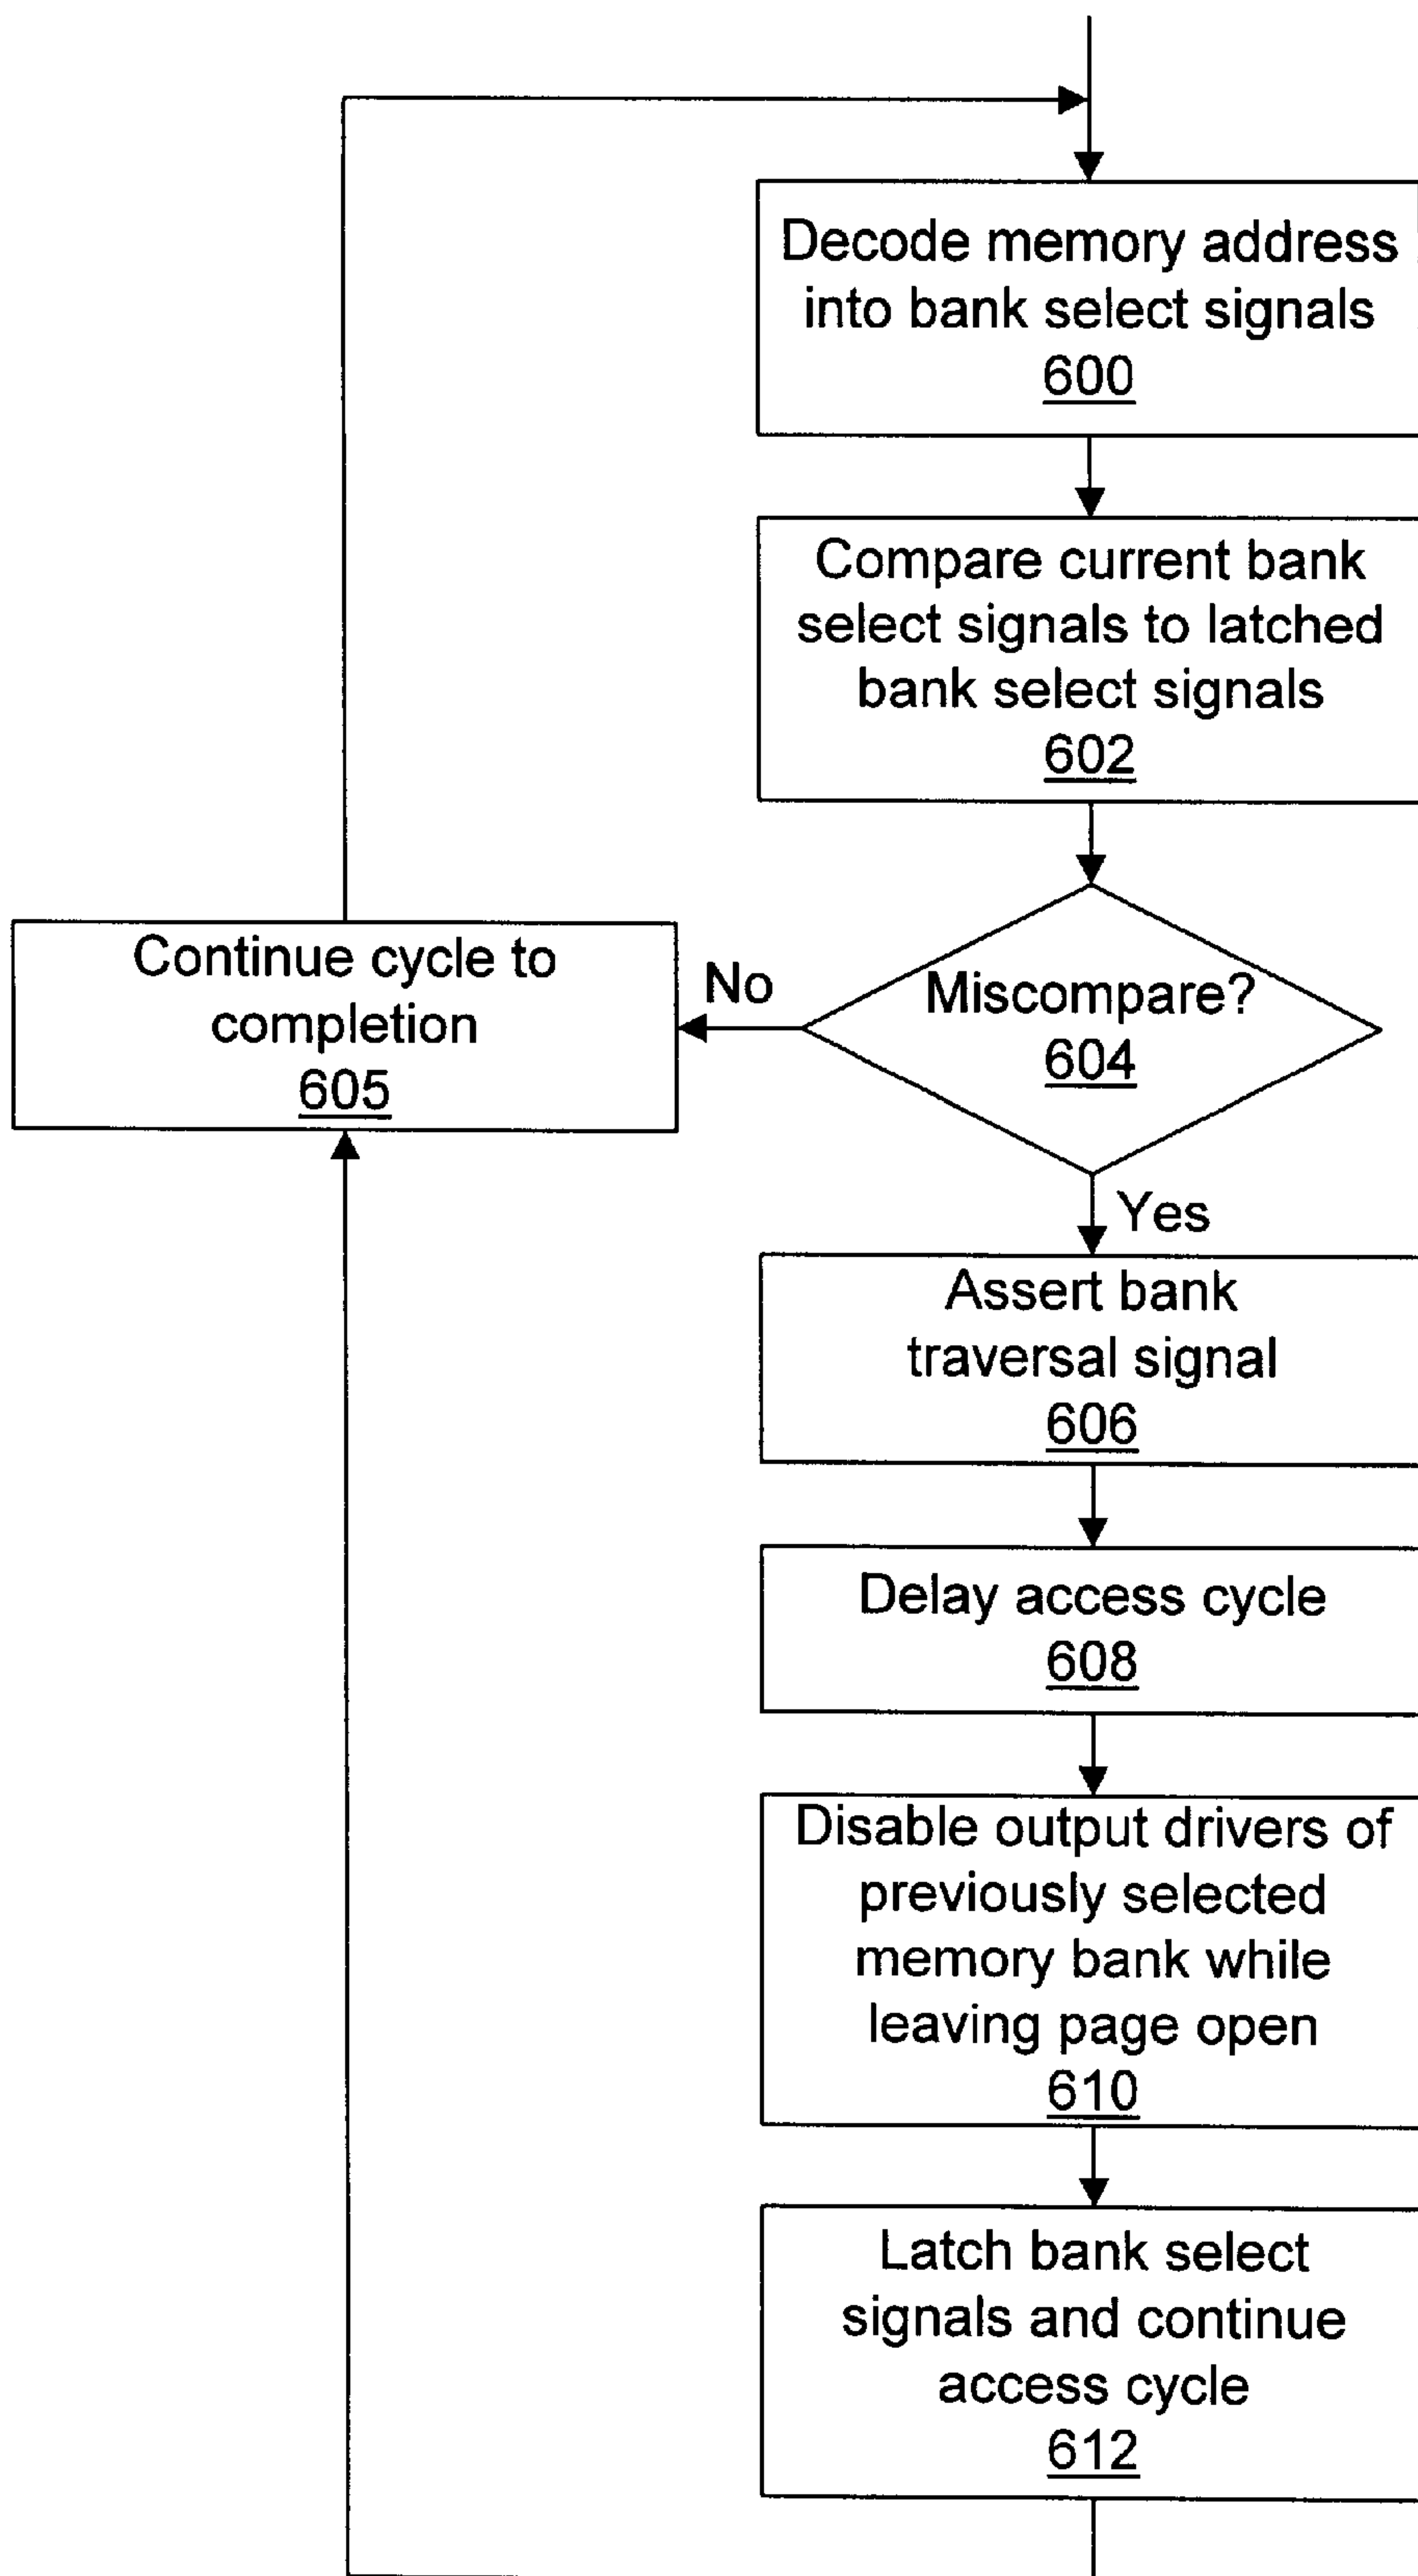 Decode memory address
into bank select signals
600
Compare current bank
select signals to latched
bank select signals
602
Miscompare?
604
No
Continue cycle to
completion
605
Yes
Assert bank
traversal signal
606
Delay access cycle
608
Disable output drivers of
previously selected
memory bank while
leaving page open
610
Latch bank select
signals and continue
access cycle
612